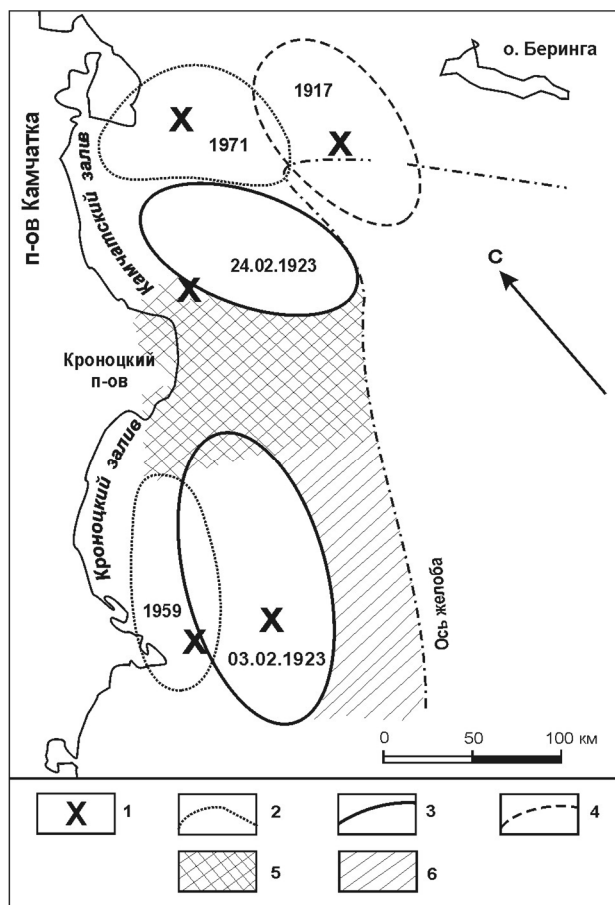 о. Беринга
1917
1971
п-ов Камчатка
Камчатский залив
24.02.1923
С
Кроноцкий
п-ов
Кроноцкий залив
1959
03.02.1923
Ось желоба
0 50 100 км
X 1 2 3 4
5 6